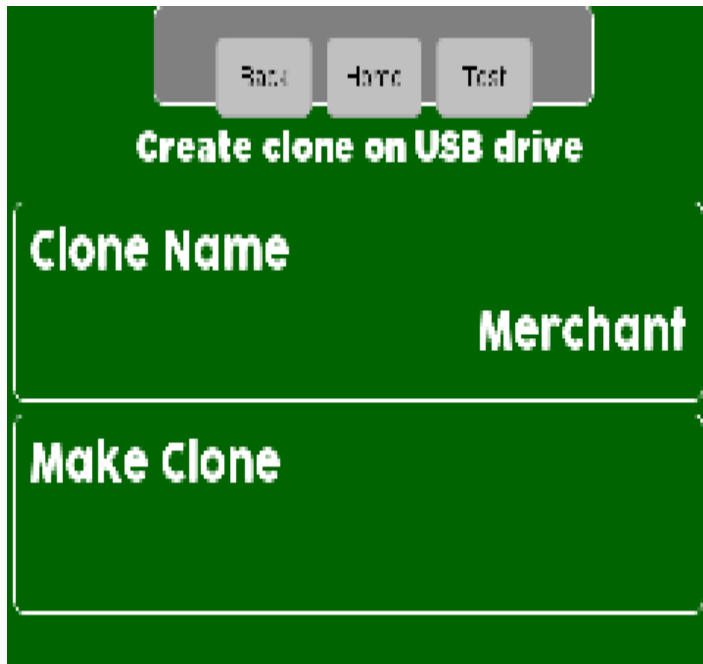 Back Home Test
Create clone on USB drive
Clone Name
Merchant
Make Clone